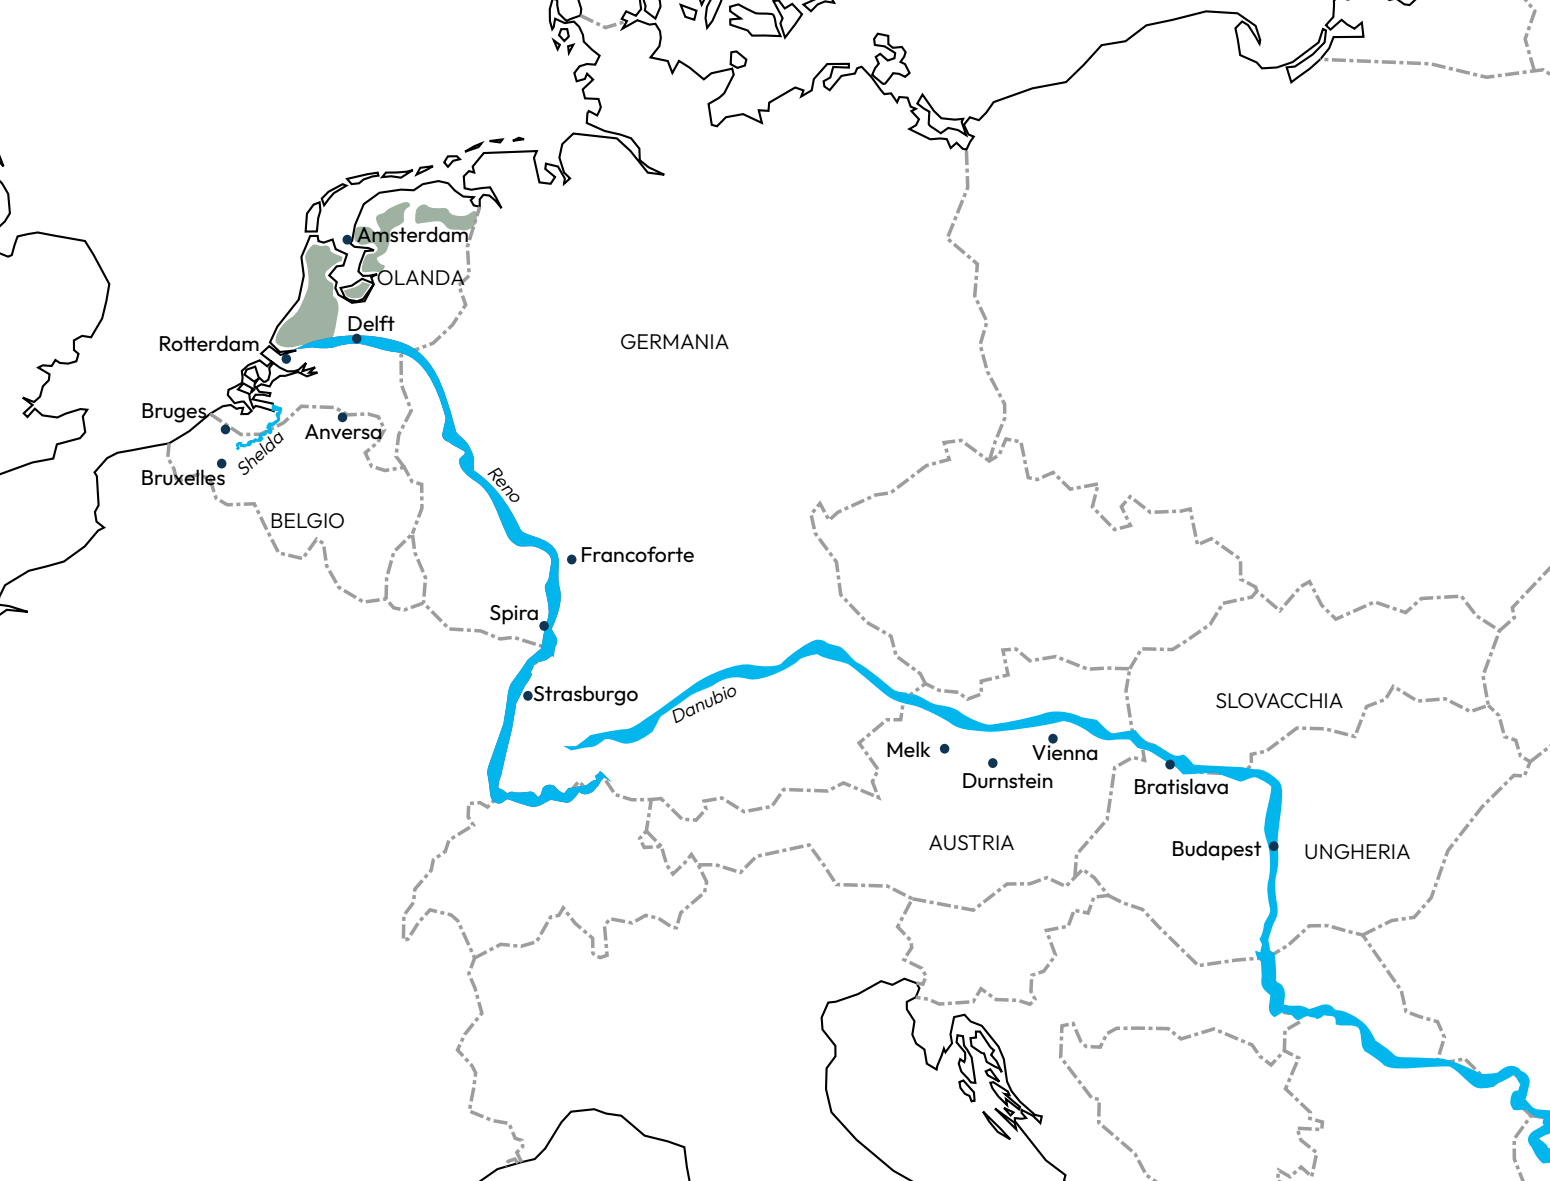 Amsterdam
OLANDA
Delft
Rotterdam
GERMANIA
Bruges
Anversa
Shelda
Bruxelles
BELGIO
Reno
Francoforte
Spira
Strasburgo
Danubio
SLOVACCHIA
Melk
Vienna
Durnstein
Bratislava
AUSTRIA
Budapest
UNGHERIA